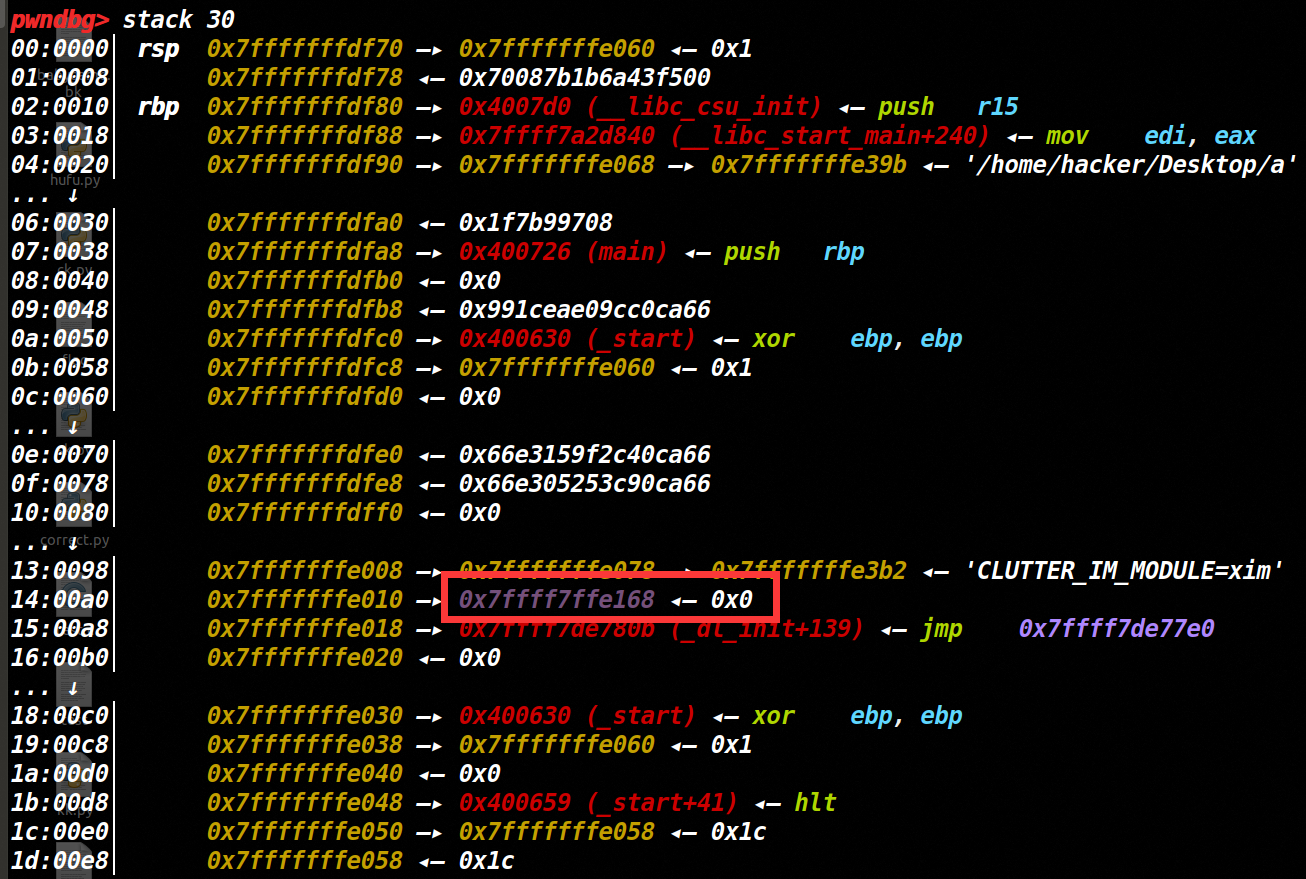 pwndbg> stack 30
00:0000│ rsp 0x7fffffffdf70 —▸ 0x7fffffffe060 ◂— 0x1
01:0008│ 0x7fffffffdf78 ◂— 0x70087b1b6a43f500
02:0010│ rbp 0x7fffffffdf80 —▸ 0x4007d0 (__libc_csu_init) ◂— push r15
03:0018│ 0x7fffffffdf88 —▸ 0x7ffff7a2d840 (__libc_start_main+240) ◂— mov edi, eax
04:0020│ 0x7fffffffdf90 —▸ 0x7fffffffe068 —▸ 0x7fffffffe39b ◂— '/home/hacker/Desktop/a'
... ↓
06:0030│ 0x7fffffffdfa0 ◂— 0x1f7b99708
07:0038│ 0x7fffffffdfa8 —▸ 0x400726 (main) ◂— push rbp
08:0040│ 0x7fffffffdfb0 ◂— 0x0
09:0048│ 0x7fffffffdfb8 ◂— 0x991ceae09cc0ca66
0a:0050│ 0x7fffffffdfc0 —▸ 0x400630 (_start) ◂— xor ebp, ebp
0b:0058│ 0x7fffffffdfc8 —▸ 0x7fffffffe060 ◂— 0x1
0c:0060│ 0x7fffffffdfd0 ◂— 0x0
... ↓
0e:0070│ 0x7fffffffdfe0 ◂— 0x66e3159f2c40ca66
0f:0078│ 0x7fffffffdfe8 ◂— 0x66e305253c90ca66
10:0080│ 0x7fffffffdff0 ◂— 0x0
... ↓
13:0098│ 0x7fffffffe008 —▸ 0x7fffffffe078 —▸ 0x7fffffffe3b2 ◂— 'CLUTTER_IM_MODULE=xim'
14:00a0│ 0x7fffffffe010 —▸ 0x7ffff7ffe168 ◂— 0x0
15:00a8│ 0x7fffffffe018 —▸ 0x7ffff7de780b (_dl_init+139) ◂— jmp 0x7ffff7de77e0
16:00b0│ 0x7fffffffe020 ◂— 0x0
... ↓
18:00c0│ 0x7fffffffe030 —▸ 0x400630 (_start) ◂— xor ebp, ebp
19:00c8│ 0x7fffffffe038 —▸ 0x7fffffffe060 ◂— 0x1
1a:00d0│ 0x7fffffffe040 ◂— 0x0
1b:00d8│ 0x7fffffffe048 —▸ 0x400659 (_start+41) ◂— hlt
1c:00e0│ 0x7fffffffe050 —▸ 0x7fffffffe058 ◂— 0x1c
1d:00e8│ 0x7fffffffe058 ◂— 0x1c
bk
hufu.py
correct.py